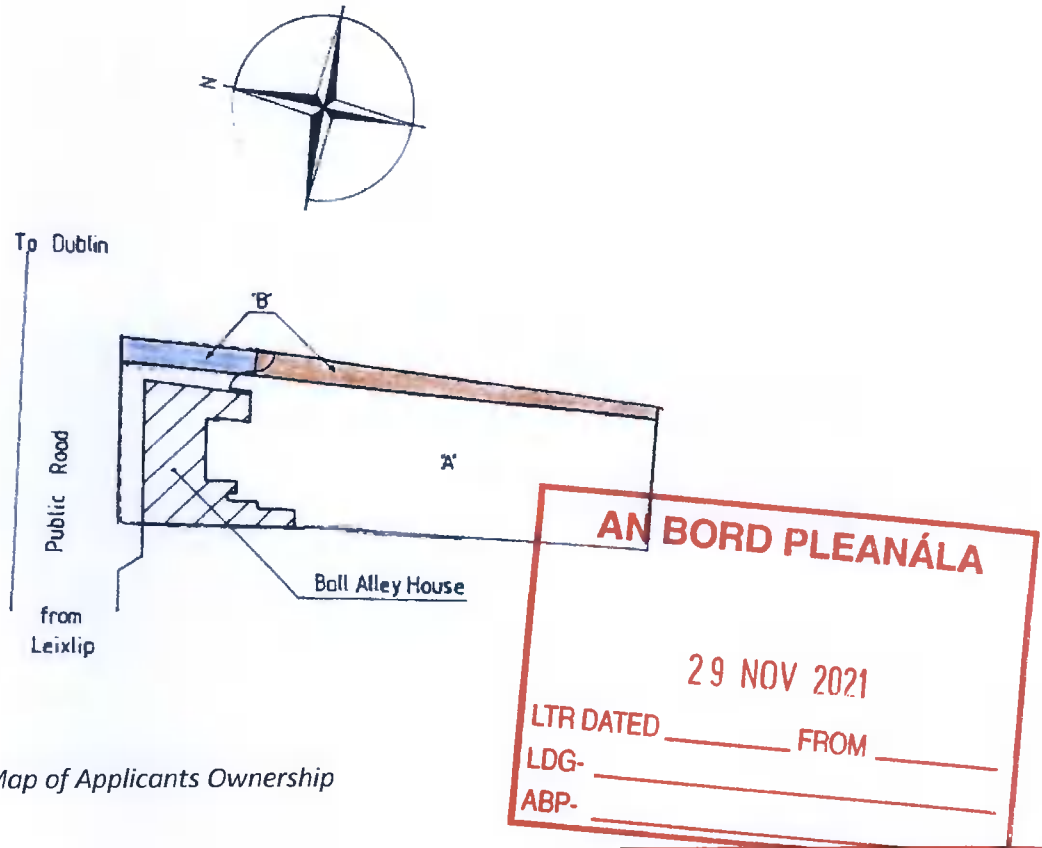 N
To Dublin
"B"
"A"
Public Road
Ball Alley House
from
Leixlip
AN BORD PLEANÁLA
29 NOV 2021
LTR DATED FROM
LDG-
ABP-
Map of Applicants Ownership